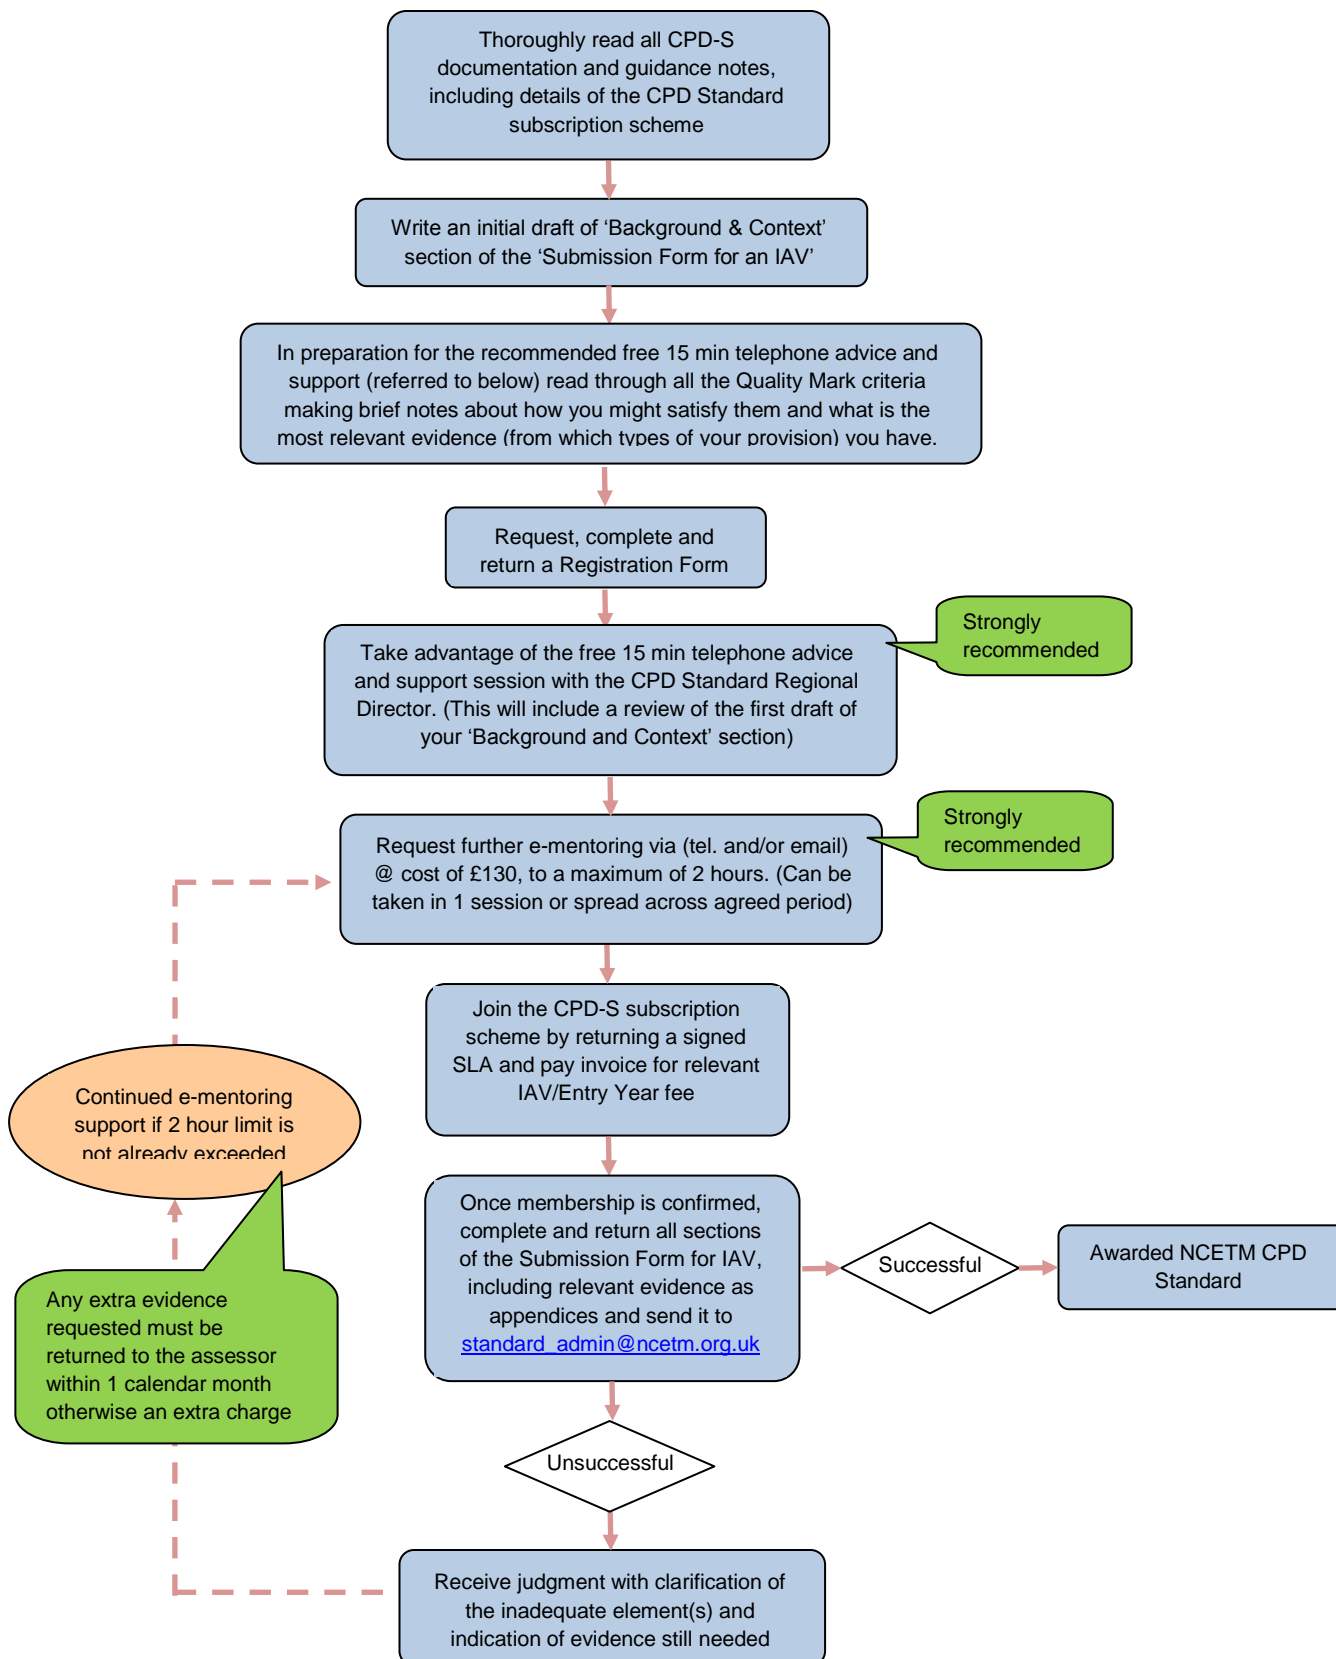 Thoroughly read all CPD-S
documentation and guidance notes,
including details of the CPD Standard
subscription scheme
Write an initial draft of ‘Background & Context’
section of the ‘Submission Form for an IAV’
In preparation for the recommended free 15 min telephone advice and
support (referred to below) read through all the Quality Mark criteria
making brief notes about how you might satisfy them and what is the
most relevant evidence (from which types of your provision) you have.
Request, complete and
return a Registration Form
Strongly
recommended
Take advantage of the free 15 min telephone advice
and support session with the CPD Standard Regional
Director. (This will include a review of the first draft of
your ‘Background and Context’ section)
Strongly
recommended
Request further e-mentoring via (tel. and/or email)
@ cost of £130, to a maximum of 2 hours. (Can be
taken in 1 session or spread across agreed period)
Join the CPD-S subscription
scheme by returning a signed
SLA and pay invoice for relevant
IAV/Entry Year fee
Continued e-mentoring
support if 2 hour limit is
not already exceeded
Once membership is confirmed,
complete and return all sections
of the Submission Form for IAV,
including relevant evidence as
appendices and send it to
standard_admin@ncetm.org.uk
Successful
Awarded NCETM CPD
Standard
Any extra evidence
requested must be
returned to the assessor
within 1 calendar month
otherwise an extra charge
Unsuccessful
Receive judgment with clarification of
the inadequate element(s) and
indication of evidence still needed